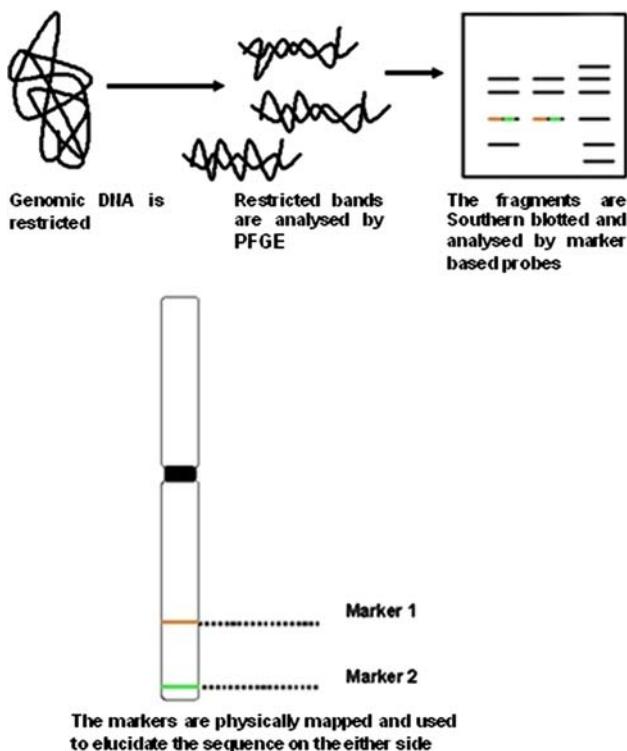 Genomic DNA is
restricted
Restricted bands
are analysed by
PFGE
The fragments are
Southern blotted and
analysed by marker
based probes
Marker 1
Marker 2
The markers are physically mapped and used
to elucidate the sequence on the either side